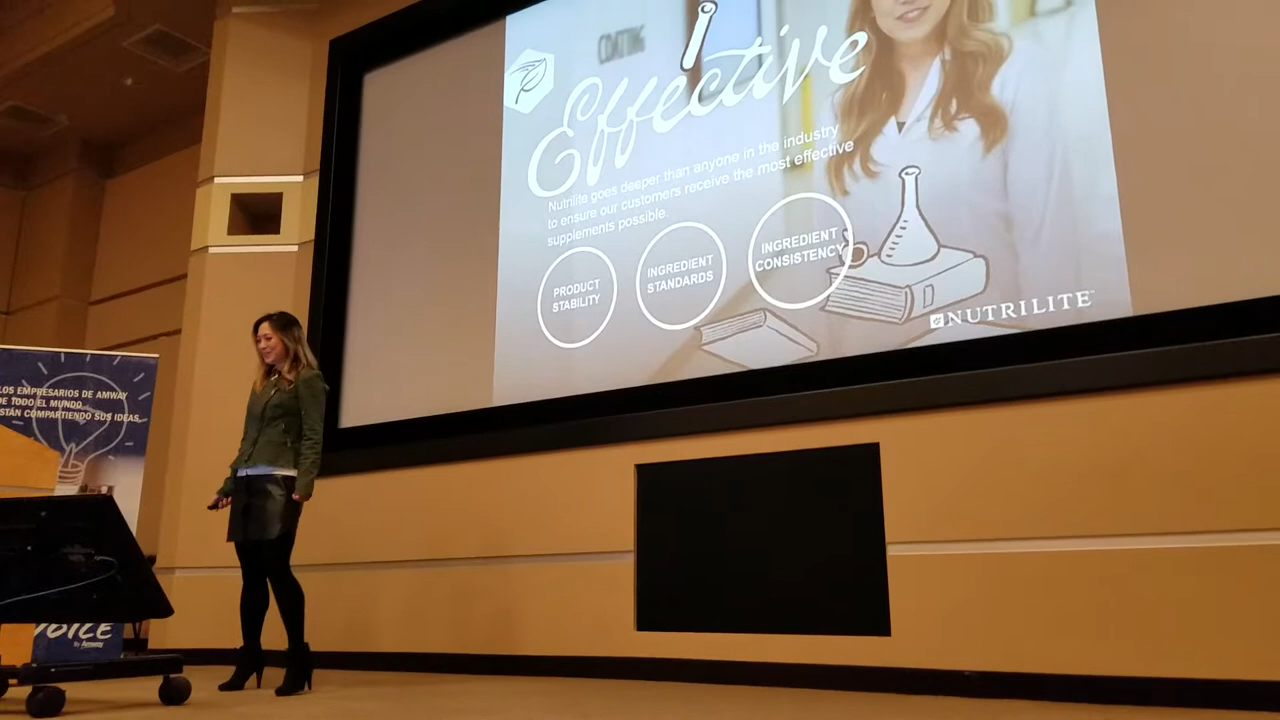 COATING
Effective
Nutrilite goes deeper than anyone in the industry
to ensure our customers receive the most effective
supplements possible.
PRODUCT
STABILITY
INGREDIENT
STANDARDS
INGREDIENT
CONSISTENCY
NUTRILITE™
LOS EMPRESARIOS DE AMWAY
DE TODO EL MUNDO
ESTÁN COMPARTIENDO SUS IDEAS.
VOICE
By Amway